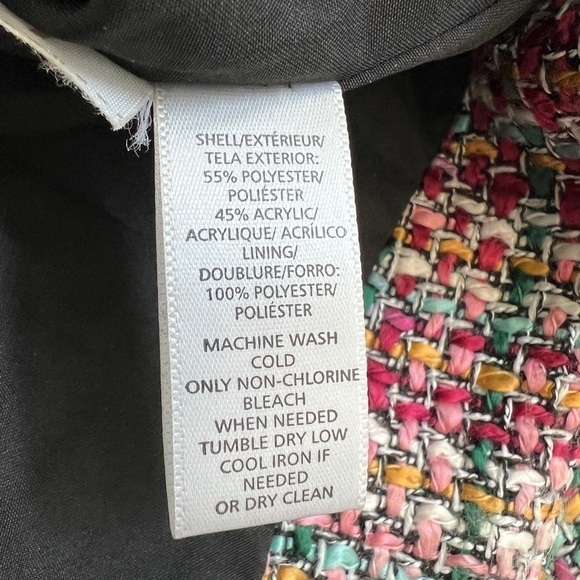 SHELL/EXTÉRIEUR/
TELA EXTERIOR:
55% POLYESTER/
POLIÉSTER
45% ACRYLIC/
ACRYLIQUE/ ACRÍLICO
LINING/
DOUBLURE/FORRO:
100% POLYESTER/
POLIÉSTER
MACHINE WASH
COLD
ONLY NON-CHLORINE
BLEACH
WHEN NEEDED
TUMBLE DRY LOW
COOL IRON IF
NEEDED
OR DRY CLEAN